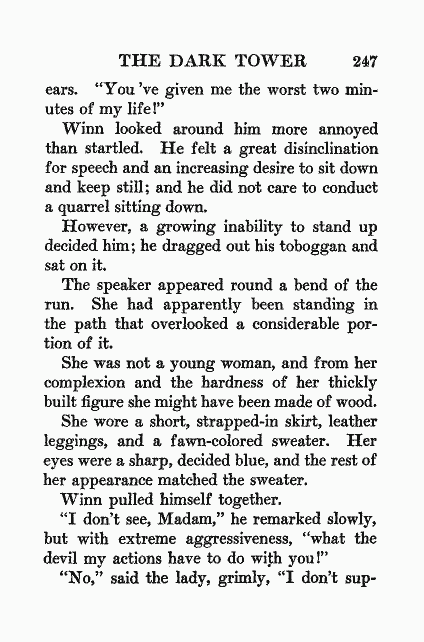 THE DARK TOWER 247
ears. "You 've given me the worst two min-
utes of my life!"
Winn looked around him more annoyed
than startled. He felt a great disinclination
for speech and an increasing desire to sit down
and keep still; and he did not care to conduct
a quarrel sitting down.
However, a growing inability to stand up
decided him; he dragged out his toboggan and
sat on it.
The speaker appeared round a bend of the
run. She had apparently been standing in
the path that overlooked a considerable por-
tion of it.
She was not a young woman, and from her
complexion and the hardness of her thickly
built figure she might have been made of wood.
She wore a short, strapped-in skirt, leather
leggings, and a fawn-colored sweater. Her
eyes were a sharp, decided blue, and the rest of
her appearance matched the sweater.
Winn pulled himself together.
"I don't see, Madam," he remarked slowly,
but with extreme aggressiveness, "what the
devil my actions have to do with you!"
"No," said the lady, grimly, "I don't sup-